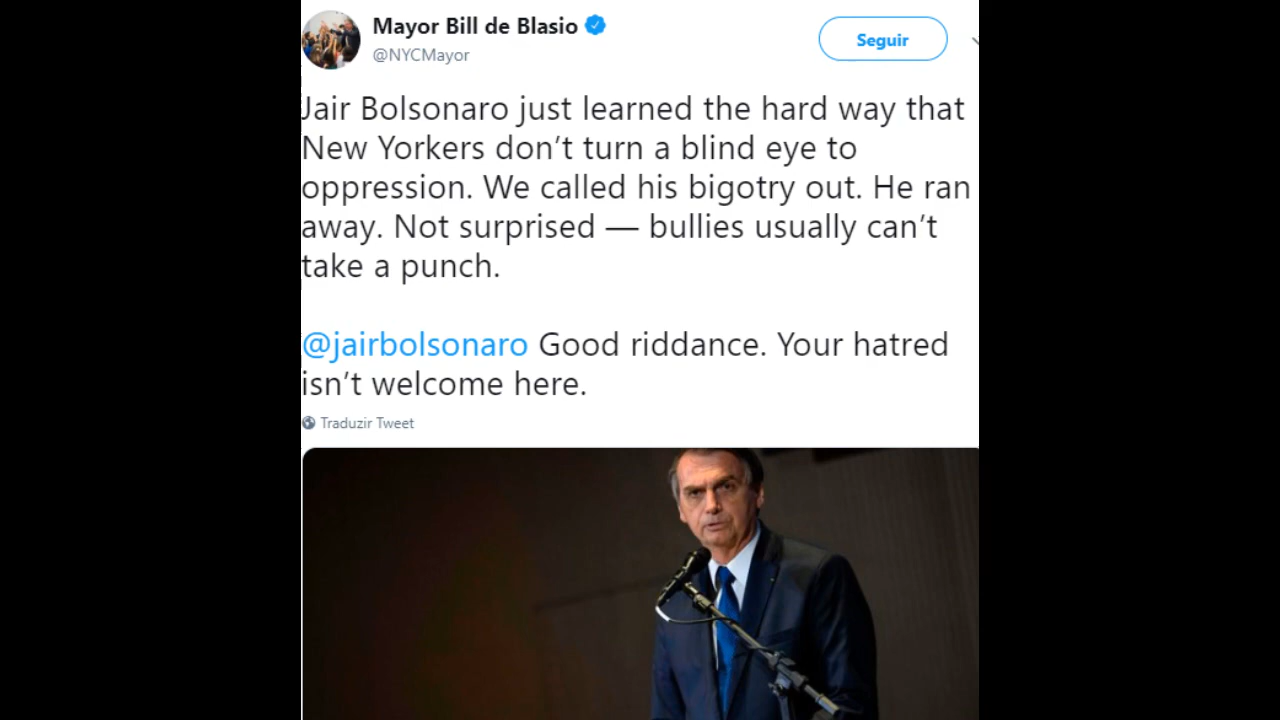 Mayor Bill de Blasio
@NYCMayor
Seguir
Jair Bolsonaro just learned the hard way that
New Yorkers don’t turn a blind eye to
oppression. We called his bigotry out. He ran
away. Not surprised — bullies usually can’t
take a punch.
@jairbolsonaro Good riddance. Your hatred
isn’t welcome here.
Traduzir Tweet